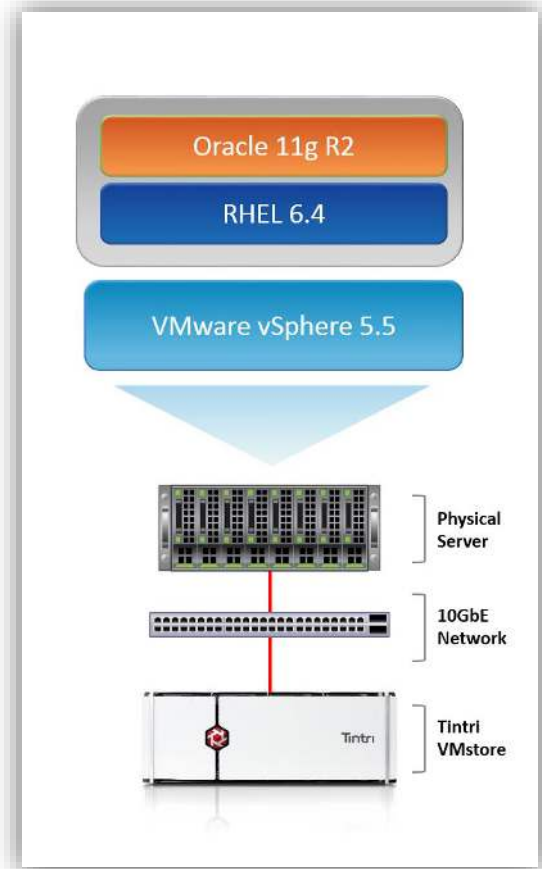 Oracle 11g R2
RHEL 6.4
VMware vSphere 5.5
Physical
Server
10GbE
Network
Tintri
Tintri
VMstore